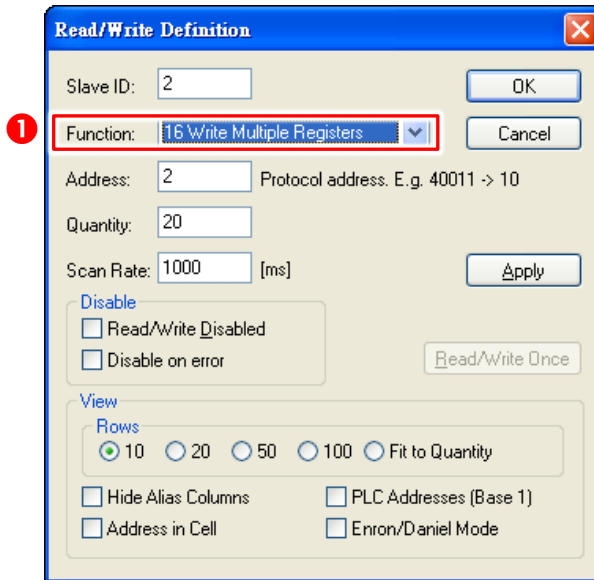 Read/Write Definition
Slave ID: 2 OK
1 Function: 16 Write Multiple Registers Cancel
Address: 2 Protocol address. E.g. 40011 -> 10
Quantity: 20
Scan Rate: 1000 [ms] Apply
Disable
Read/Write Disabled
Disable on error Read/Write Once
View
Rows
10 20 50 100 Fit to Quantity
Hide Alias Columns PLC Addresses (Base 1)
Address in Cell Enron/Daniel Mode